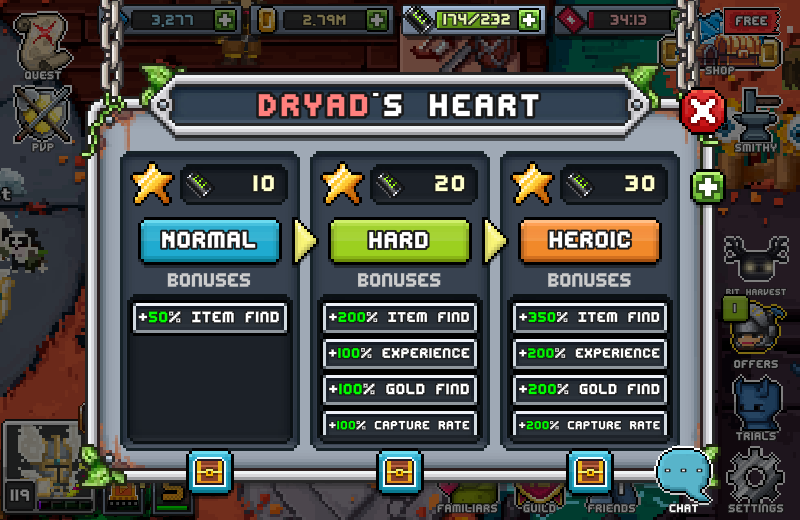 3,277
2.79M
174/232
34:13
FREE
QUEST
SHOP
DRYAD'S HEART
PVP
SMITHY
10
20
30
NORMAL
HARD
HEROIC
BONUSES
BONUSES
BONUSES
+50% ITEM FIND
+200% ITEM FIND
+100% EXPERIENCE
+100% GOLD FIND
+100% CAPTURE RATE
+350% ITEM FIND
+200% EXPERIENCE
+200% GOLD FIND
+200% CAPTURE RATE
BIT HARVEST
1
OFFERS
TRIALS
119
FAMILIARS
GUILD
FRIENDS
CHAT
SETTINGS